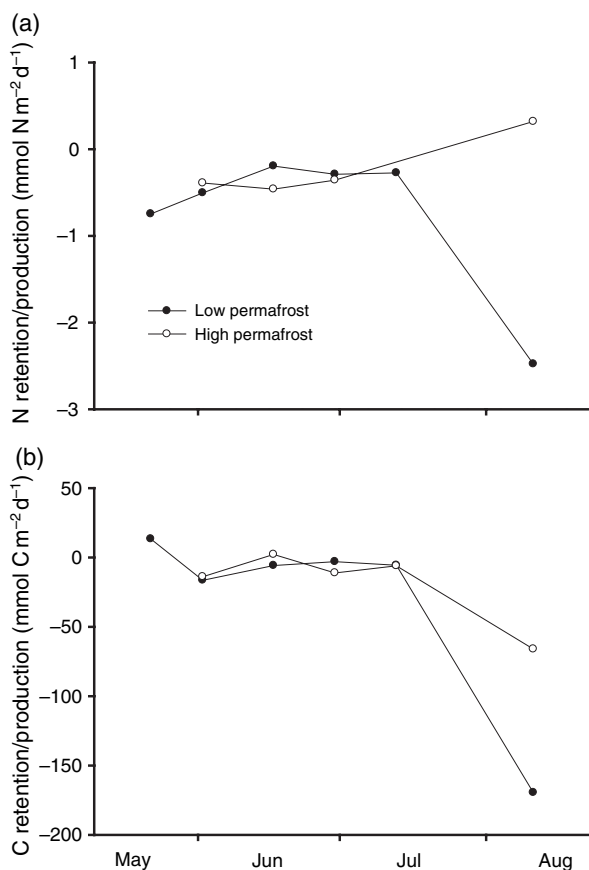 (a)
N retention/production (mmol N m⁻² d⁻¹)
1
0
−1
−2
−3
Low permafrost
High permafrost
(b)
C retention/production (mmol C m⁻² d⁻¹)
50
0
−50
−100
−150
−200
May Jun Jul Aug